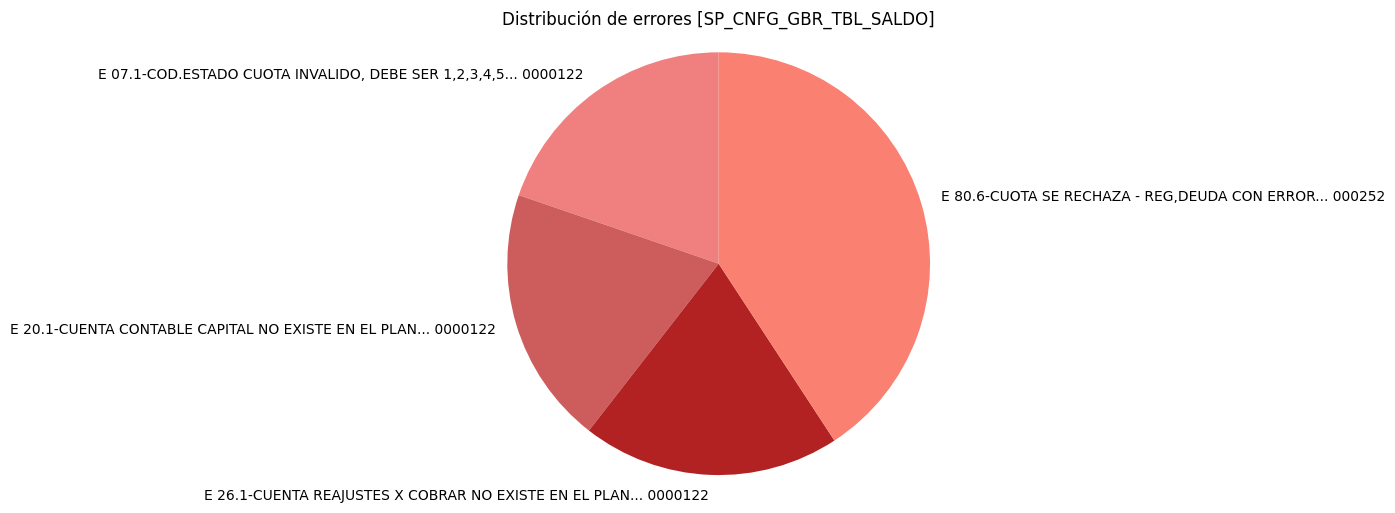 Distribución de errores [SP_CNFG_GBR_TBL_SALDO]
E 07.1-COD.ESTADO CUOTA INVALIDO, DEBE SER 1,2,3,4,5... 0000122
E 80.6-CUOTA SE RECHAZA - REG,DEUDA CON ERROR... 000252
E 20.1-CUENTA CONTABLE CAPITAL NO EXISTE EN EL PLAN... 0000122
E 26.1-CUENTA REAJUSTES X COBRAR NO EXISTE EN EL PLAN... 0000122